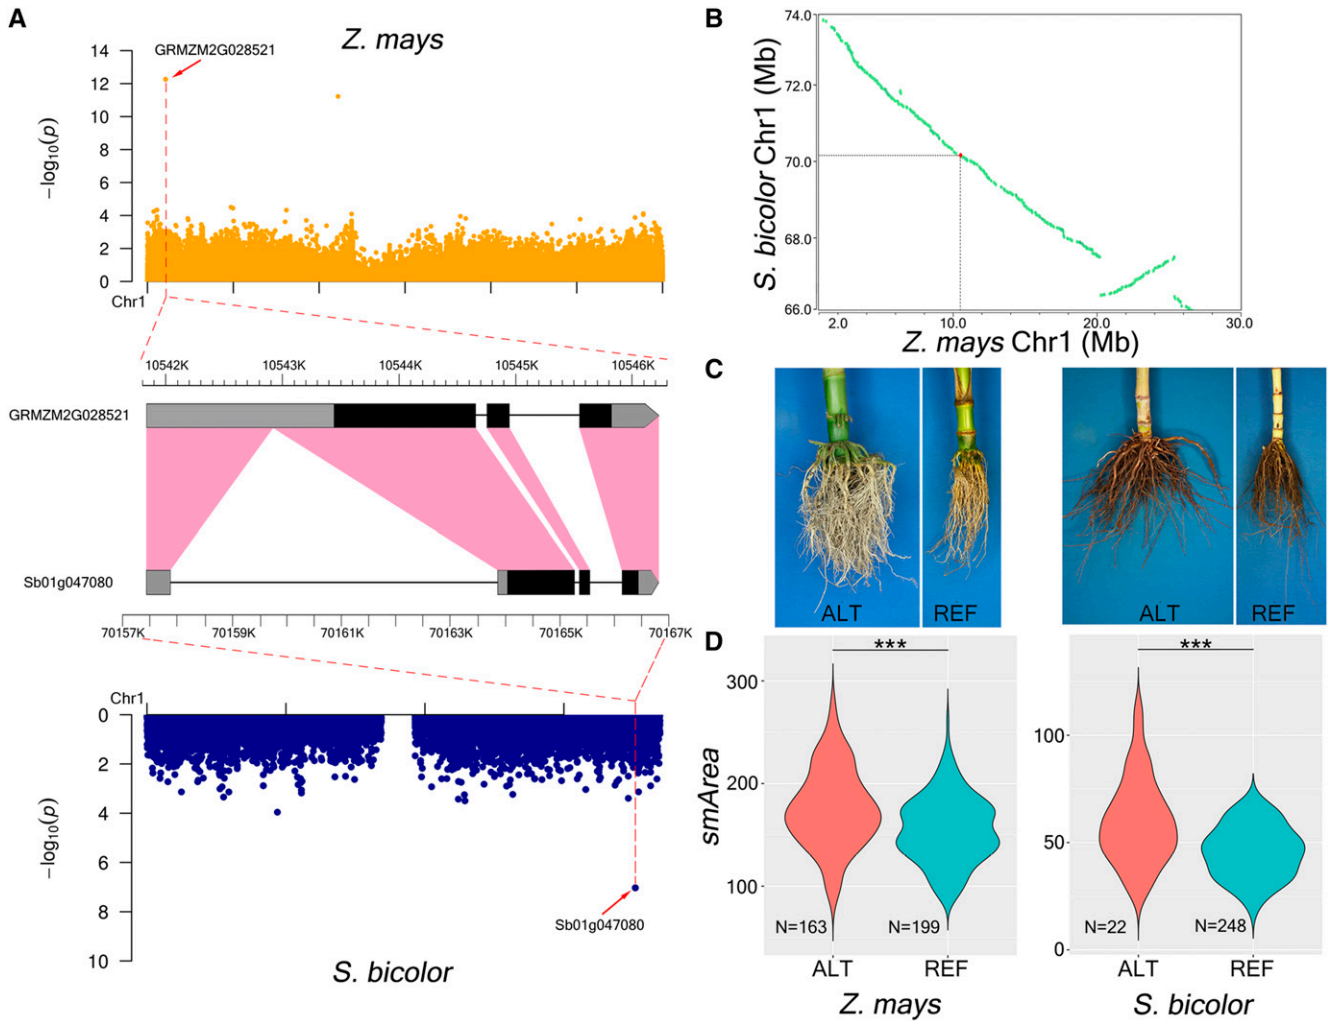 A
Z. mays
GRMZM2G028521
−log10(p)
14
12
10
8
6
4
2
0
Chr1
10542K 10543K 10544K 10545K 10546K
GRMZM2G028521
Sb01g047080
70157K 70159K 70161K 70163K 70165K 70167K
Chr1
0
2
4
6
8
10
−log10(p)
Sb01g047080
S. bicolor
B
S. bicolor Chr1 (Mb)
74.0
72.0
70.0
68.0
66.0
2.0 10.0 20.0 30.0
Z. mays Chr1 (Mb)
C
ALT REF
ALT REF
D
smArea
300
200
100
***
N=163 N=199
ALT REF
Z. mays
100
50
0
***
N=22 N=248
ALT REF
S. bicolor